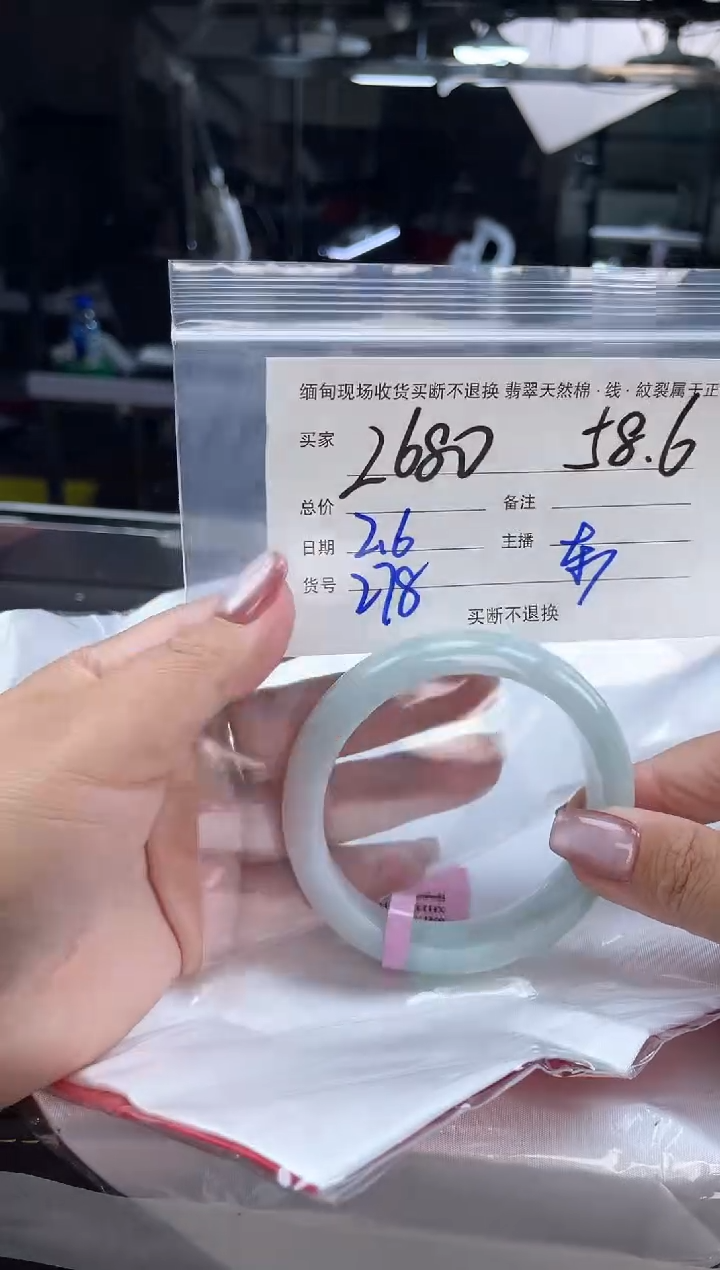 缅甸现场收货买断不退换 翡翠天然棉·线·紋裂属于正
买家 2680 58.6
总价 备注
日期 2.6 主播
货号 278
买断不退换